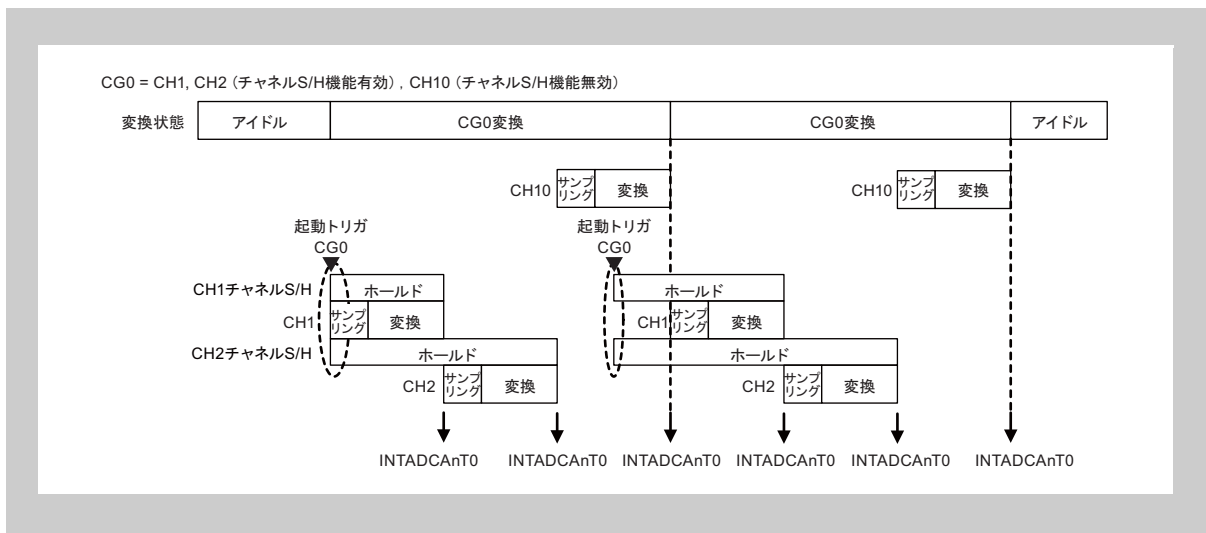 CG0 = CH1, CH2（チャネルS/H機能有効）, CH10（チャネルS/H機能無効）
変換状態 アイドル CG0変換 CG0変換 アイドル
CH10 サンプリング 変換 CH10 サンプリング 変換
起動トリガ 起動トリガ
CG0 CG0
CH1チャネルS/H ホールド ホールド
CH1 サンプリング 変換 CH1 サンプリング 変換
CH2チャネルS/H ホールド ホールド
CH2 サンプリング 変換 CH2 サンプリング 変換
INTADCAnT0 INTADCAnT0 INTADCAnT0 INTADCAnT0 INTADCAnT0 INTADCAnT0